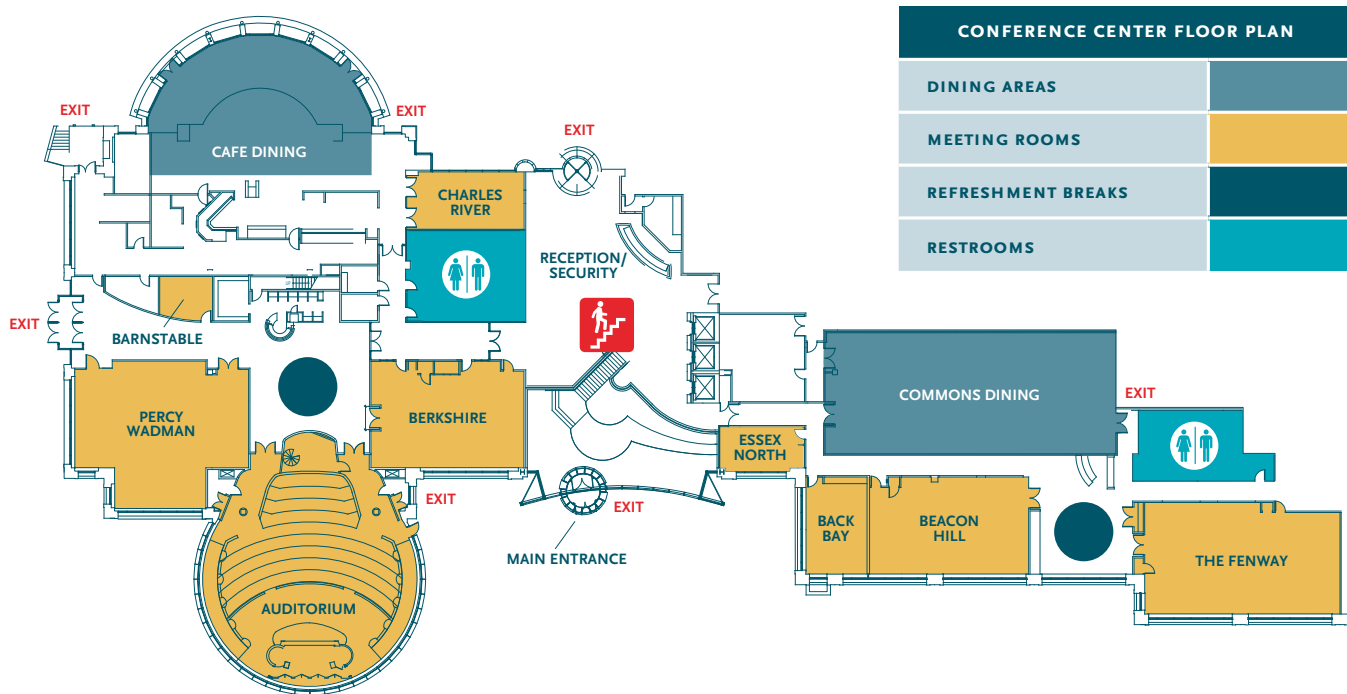 CONFERENCE CENTER FLOOR PLAN
DINING AREAS
MEETING ROOMS
REFRESHMENT BREAKS
RESTROOMS
EXIT
EXIT
EXIT
CAFE DINING
CHARLES
RIVER
RECEPTION/
SECURITY
EXIT
BARNSTABLE
COMMONS DINING
EXIT
PERCY
WADMAN
BERKSHIRE
ESSEX
NORTH
EXIT
EXIT
MAIN ENTRANCE
BACK
BAY
BEACON
HILL
THE FENWAY
AUDITORIUM